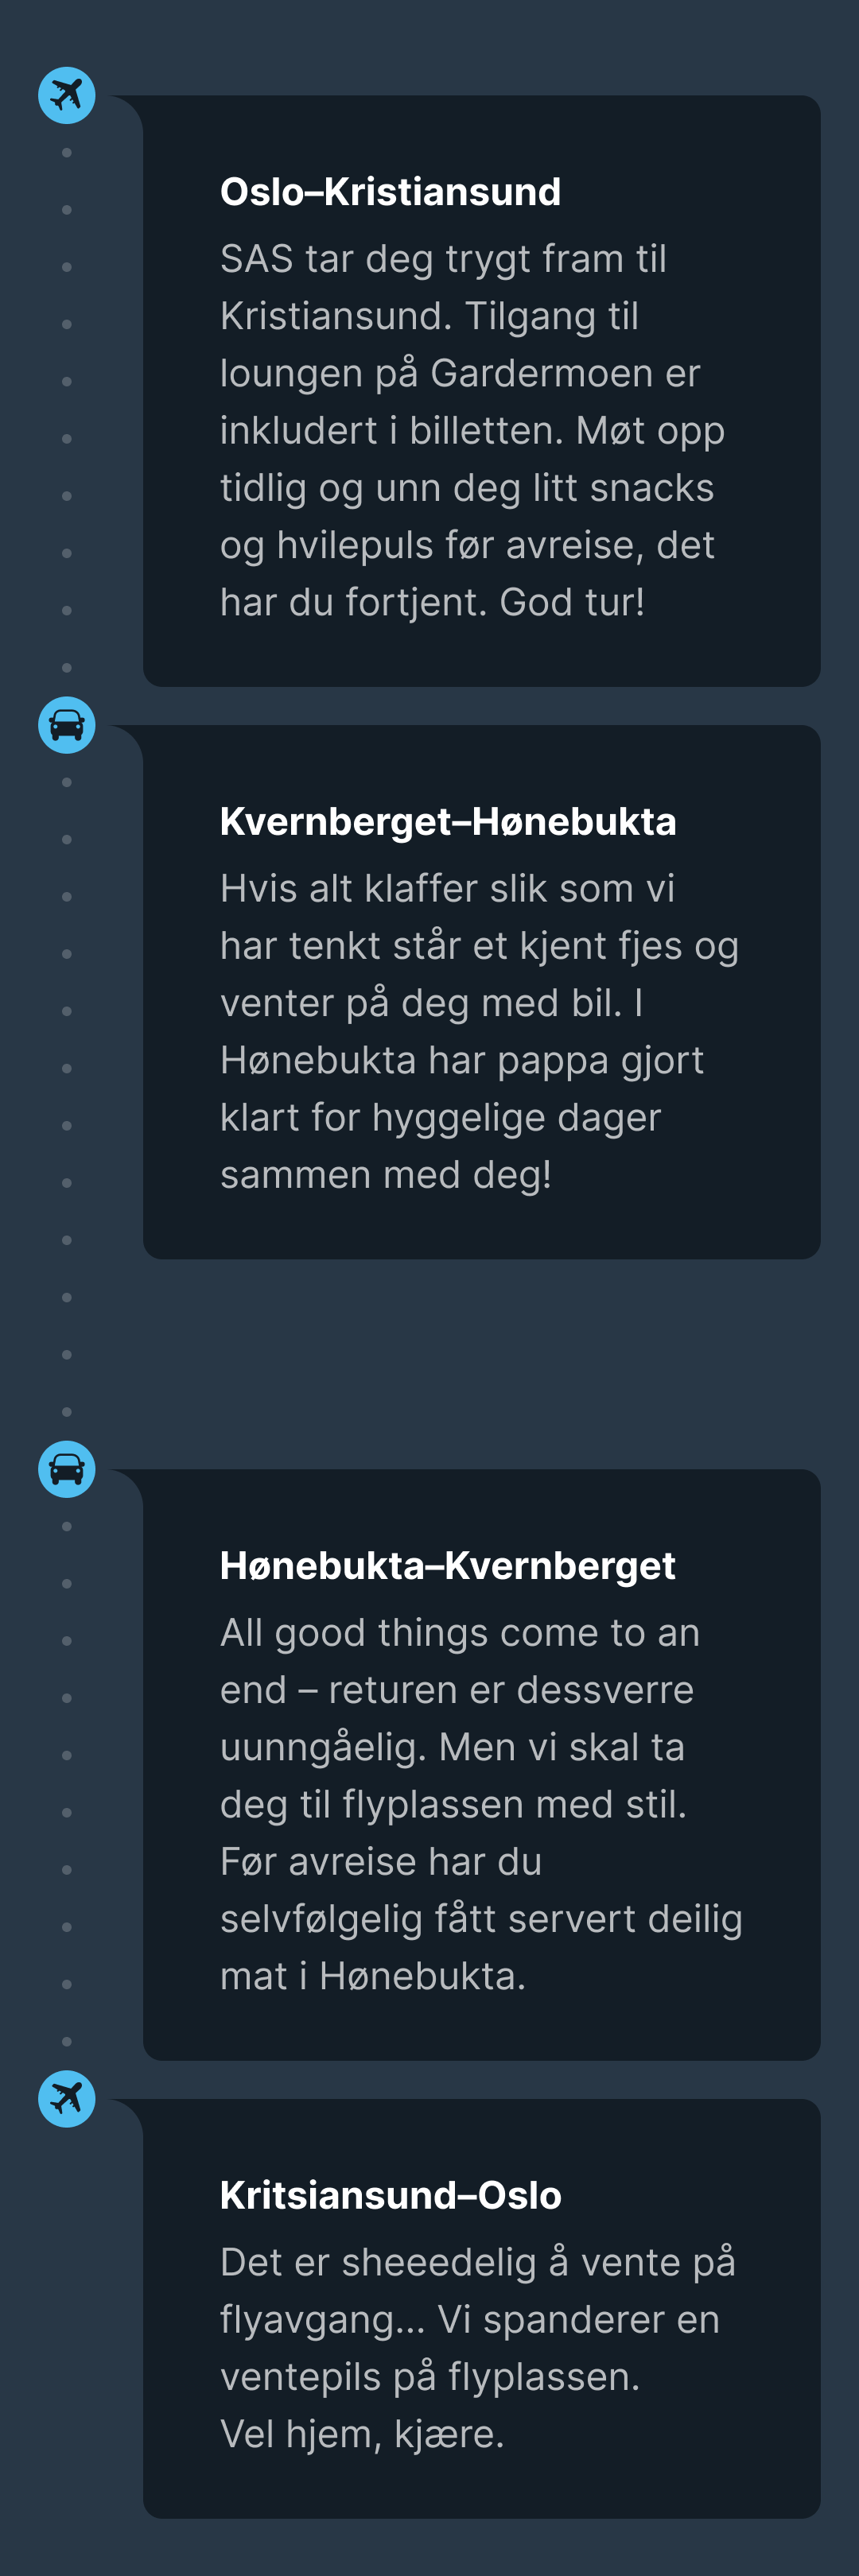 Oslo–Kristiansund
SAS tar deg trygt fram til
Kristiansund. Tilgang til
loungen på Gardermoen er
inkludert i billetten. Møt opp
tidlig og unn deg litt snacks
og hvilepuls før avreise, det
har du fortjent. God tur!
Kvernberget–Hønebukta
Hvis alt klaffer slik som vi
har tenkt står et kjent fjes og
venter på deg med bil. I
Hønebukta har pappa gjort
klart for hyggelige dager
sammen med deg!
Hønebukta–Kvernberget
All good things come to an
end – returen er dessverre
uunngåelig. Men vi skal ta
deg til flyplassen med stil.
Før avreise har du
selvfølgelig fått servert deilig
mat i Hønebukta.
Kritsiansund–Oslo
Det er sheeedelig å vente på
flyavgang... Vi spanderer en
ventepils på flyplassen.
Vel hjem, kjære.